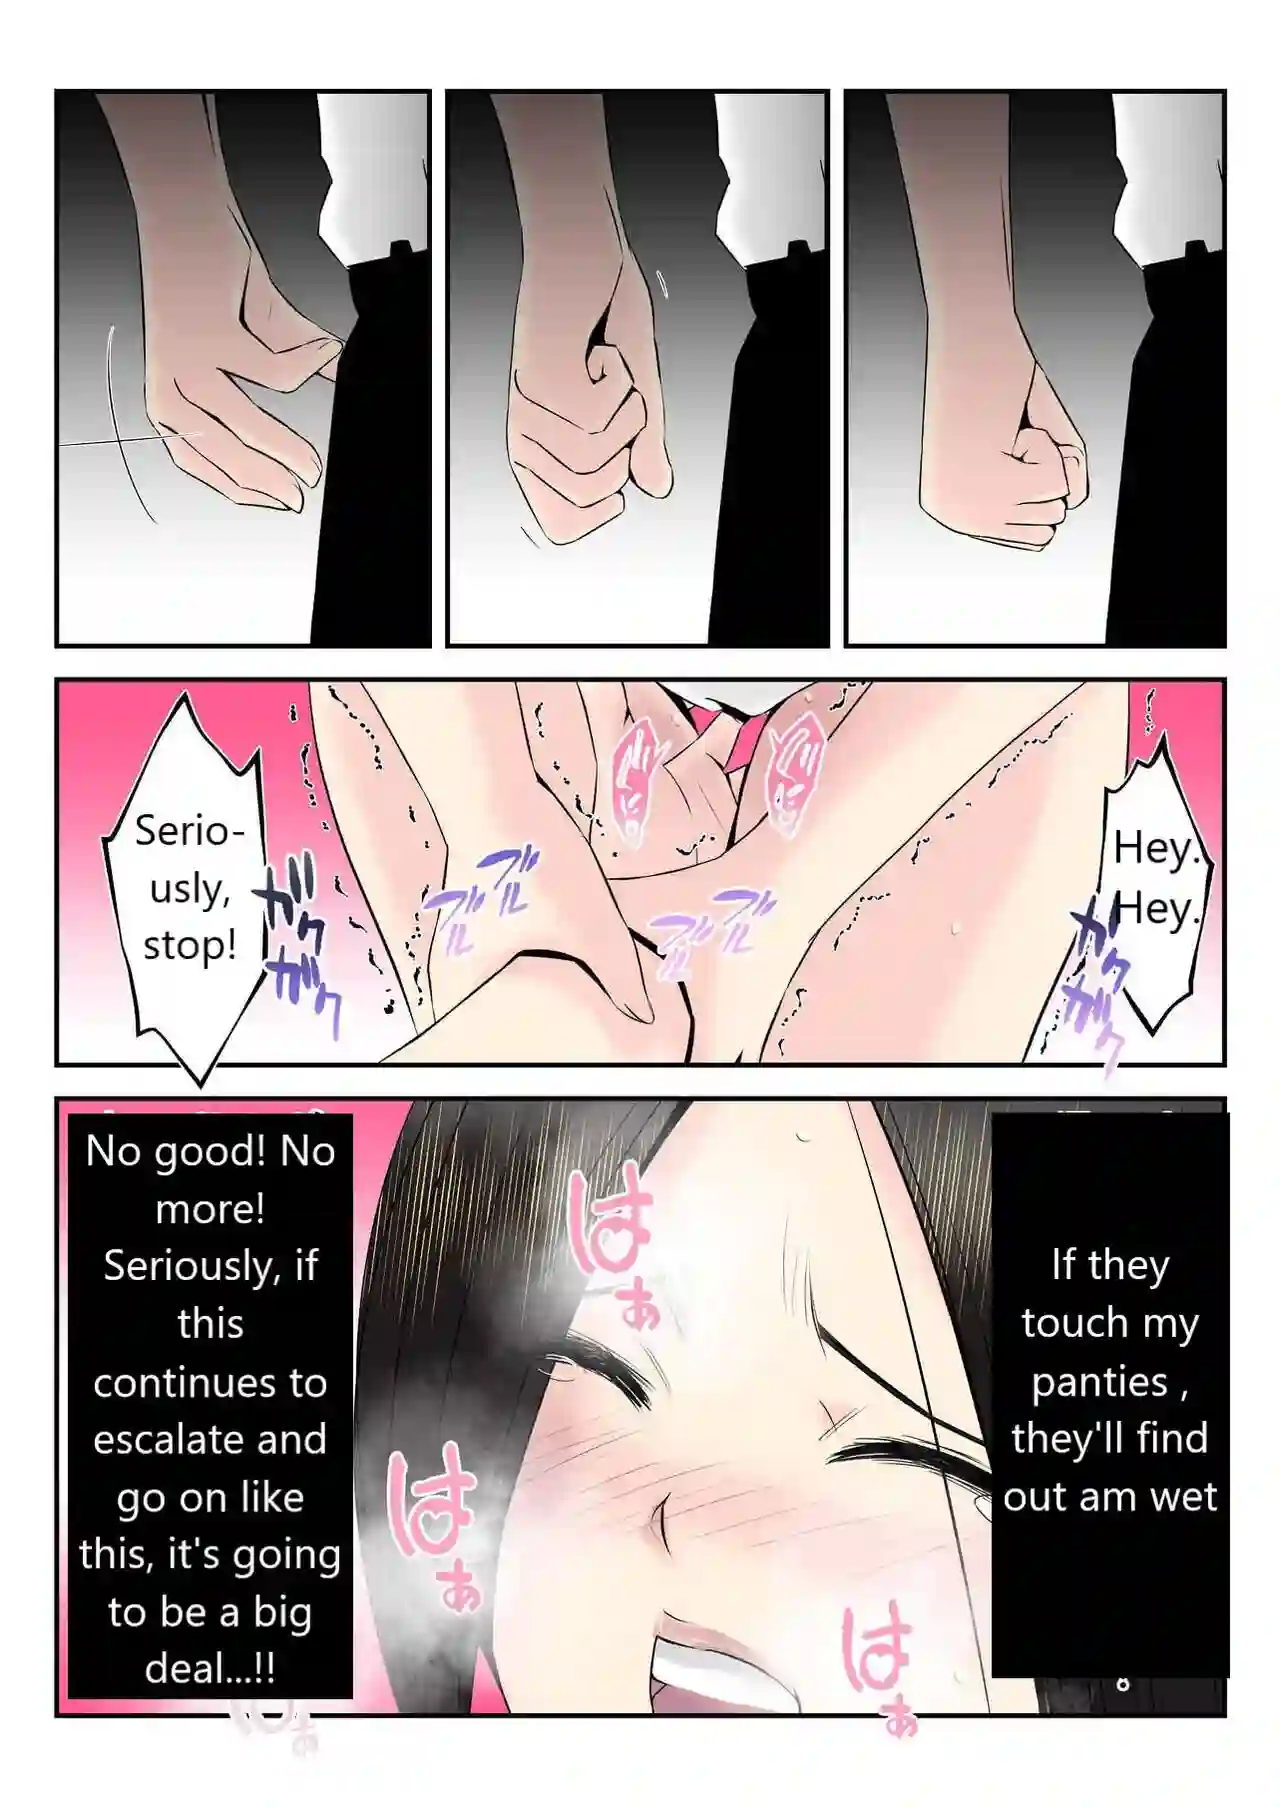 Hey.
Hey.
Serio-
usly,
stop!
ガク
ガク
ガク
ガク
ブル
ブル
ブル
ブル
If they
touch my
panties ,
they'll find
out am wet
No good! No
more!
Seriously, if
this
continues to
escalate and
go on like
this, it's going
to be a big
deal...!!
はぁ
はぁ
はぁ
はぁ
8